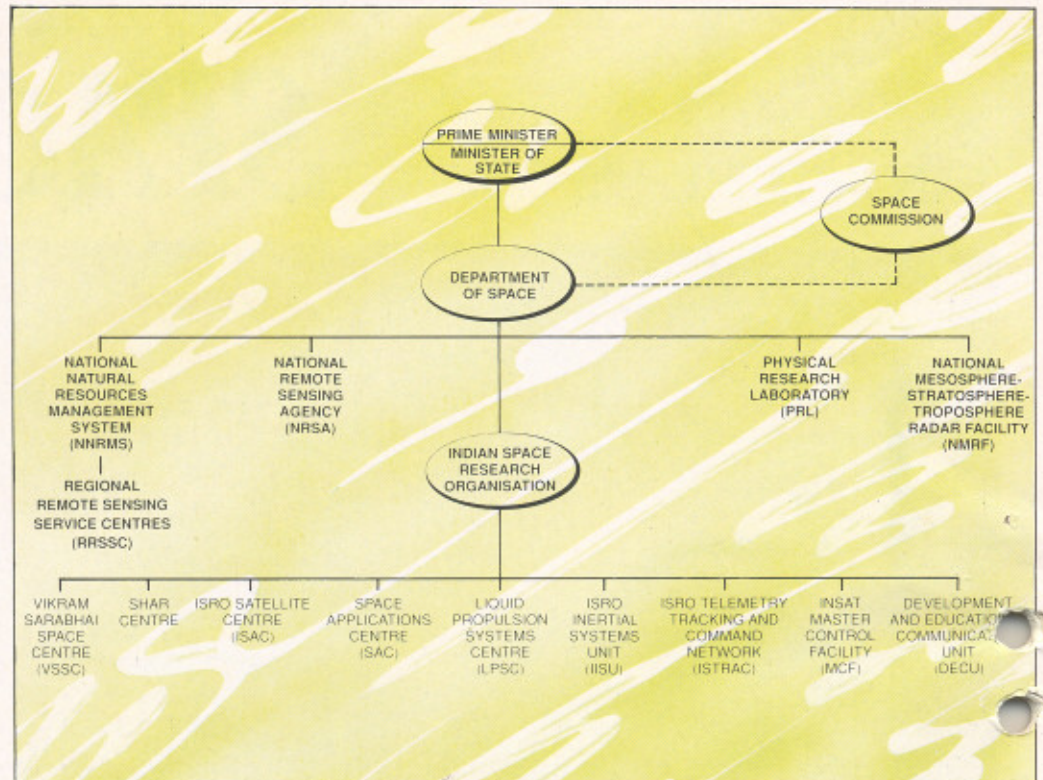 PRIME MINISTER
MINISTER OF
STATE
SPACE
COMMISSION
DEPARTMENT
OF SPACE
NATIONAL
NATURAL
RESOURCES
MANAGEMENT
SYSTEM
(NNRMS)
REGIONAL
REMOTE SENSING
SERVICE CENTRES
(RRSSC)
NATIONAL
REMOTE
SENSING
AGENCY
(NRSA)
PHYSICAL
RESEARCH
LABORATORY
(PRL)
NATIONAL
MESOSPHERE-
STRATOSPHERE-
TROPOSPHERE
RADAR FACILITY
(NMRF)
INDIAN SPACE
RESEARCH
ORGANISATION
VIKRAM
SARABHAI
SPACE
CENTRE
(VSSC)
SHAR
CENTRE
ISRO SATELLITE
CENTRE
(ISAC)
SPACE
APPLICATIONS
CENTRE
(SAC)
LIQUID
PROPULSION
SYSTEMS
CENTRE
(LPSC)
ISRO
INERTIAL
SYSTEMS
UNIT
(IISU)
ISRO TELEMETRY
TRACKING AND
COMMAND
NETWORK
(ISTRAC)
INSAT
MASTER
CONTROL
FACILITY
(MCF)
DEVELOPMENT
AND EDUCATION
COMMUNICAT
UNIT
(DECU)